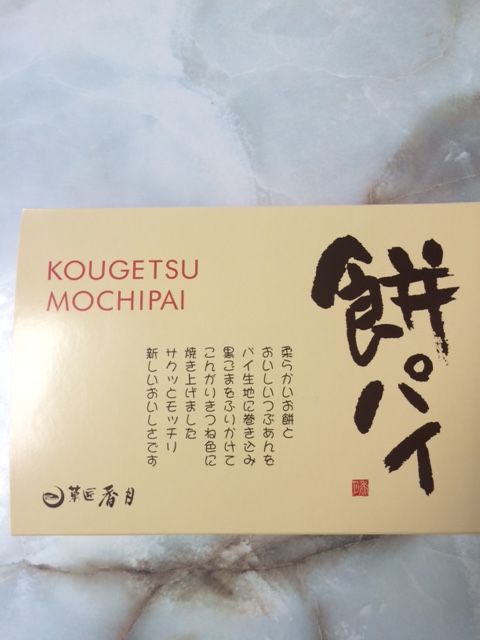 KOUGETSU
MOCHIPAI
餅パイ
柔らかいお餅と
おいしいつぶあんを
パイ生地に巻き込み
黒ごまをふりかけて
こんがりきつね色に
焼き上げました
サクッとモッチリ
新しいおいしさです
菓匠 香月